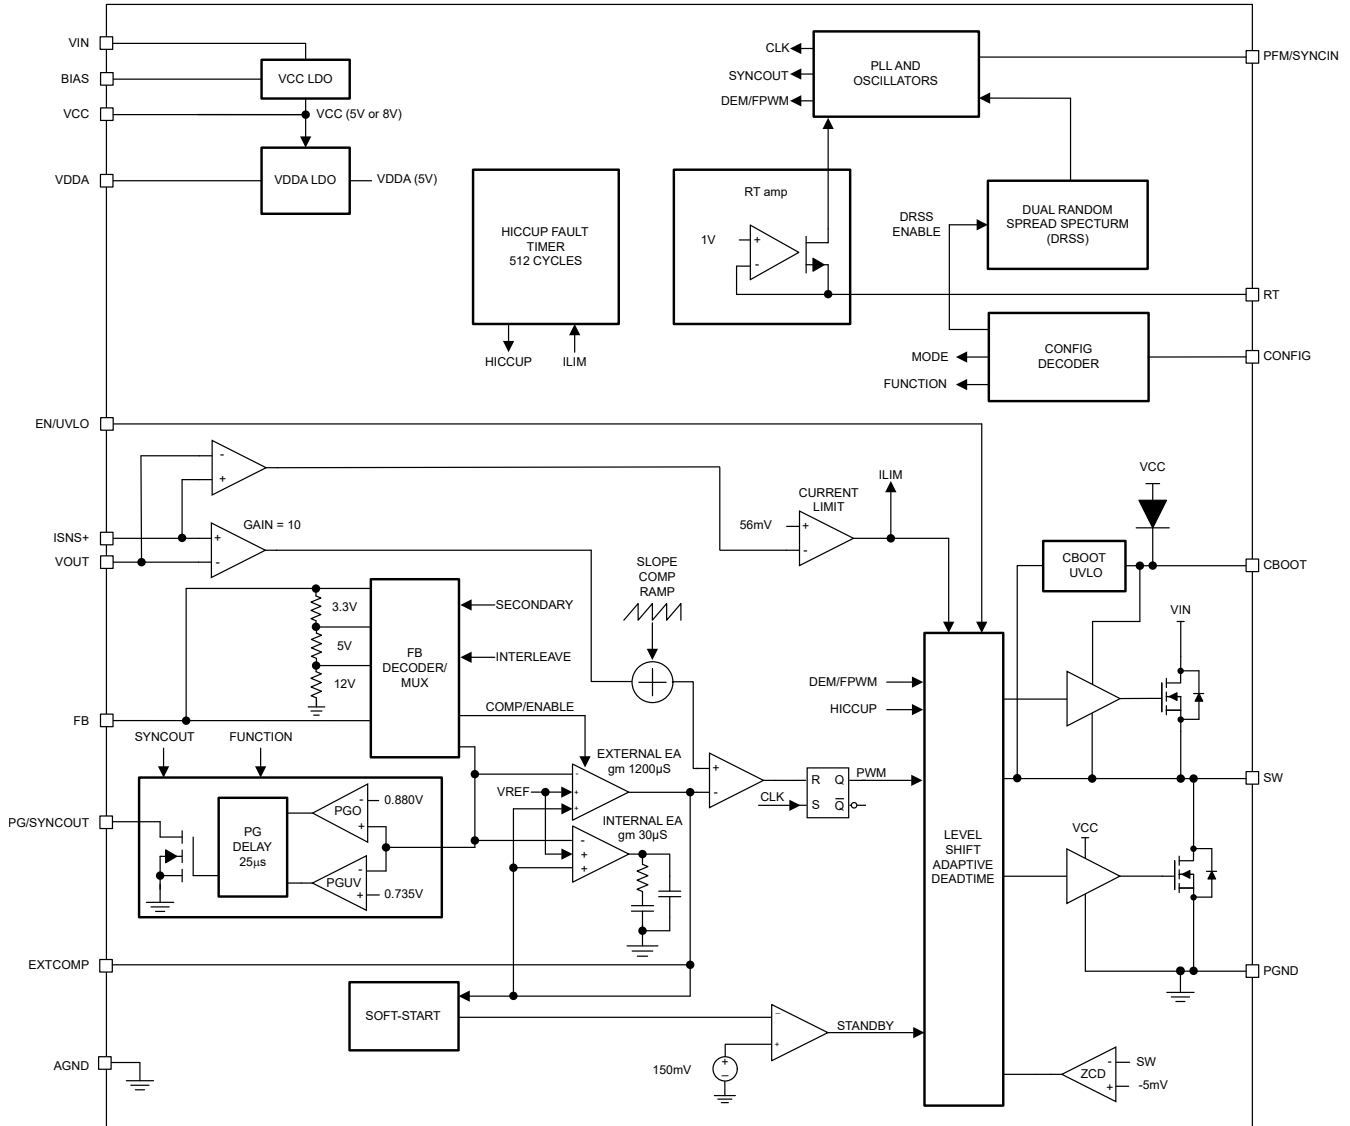 VIN
BIAS
VCC
VDDA
VCC LDO
VCC (5V or 8V)
VDDA LDO
VDDA (5V)
HICCUP FAULT
TIMER
512 CYCLES
HICCUP
ILIM
CLK
SYNCOUT
DEM/FPWM
PLL AND
OSCILLATORS
PFM/SYNCIN
RT amp
1V
+
-
DRSS
ENABLE
DUAL RANDOM
SPREAD SPECTURM
(DRSS)
RT
MODE
FUNCTION
CONFIG
DECODER
CONFIG
EN/UVLO
-
+
ISNS+
VOUT
+
-
GAIN = 10
CURRENT
LIMIT
56mV
+
-
ILIM
VCC
CBOOT
UVLO
CBOOT
SLOPE
COMP
RAMP
3.3V
5V
12V
FB
DECODER/
MUX
SECONDARY
INTERLEAVE
COMP/ENABLE
FB
DEM/FPWM
HICCUP
VIN
SYNCOUT
FUNCTION
EXTERNAL EA
gm 1200µS
-
+
+
VREF
INTERNAL EA
gm 30µS
-
+
+
+
-
R
Q
S
Q
CLK
PWM
SW
PG/SYNCOUT
PG
DELAY
25µs
PGO
-
+
0.880V
PGUV
-
+
0.735V
LEVEL
SHIFT
ADAPTIVE
DEADTIME
VCC
EXTCOMP
PGND
SOFT-START
–
+
STANDBY
150mV
+
–
AGND
ZCD
-
+
SW
-5mV